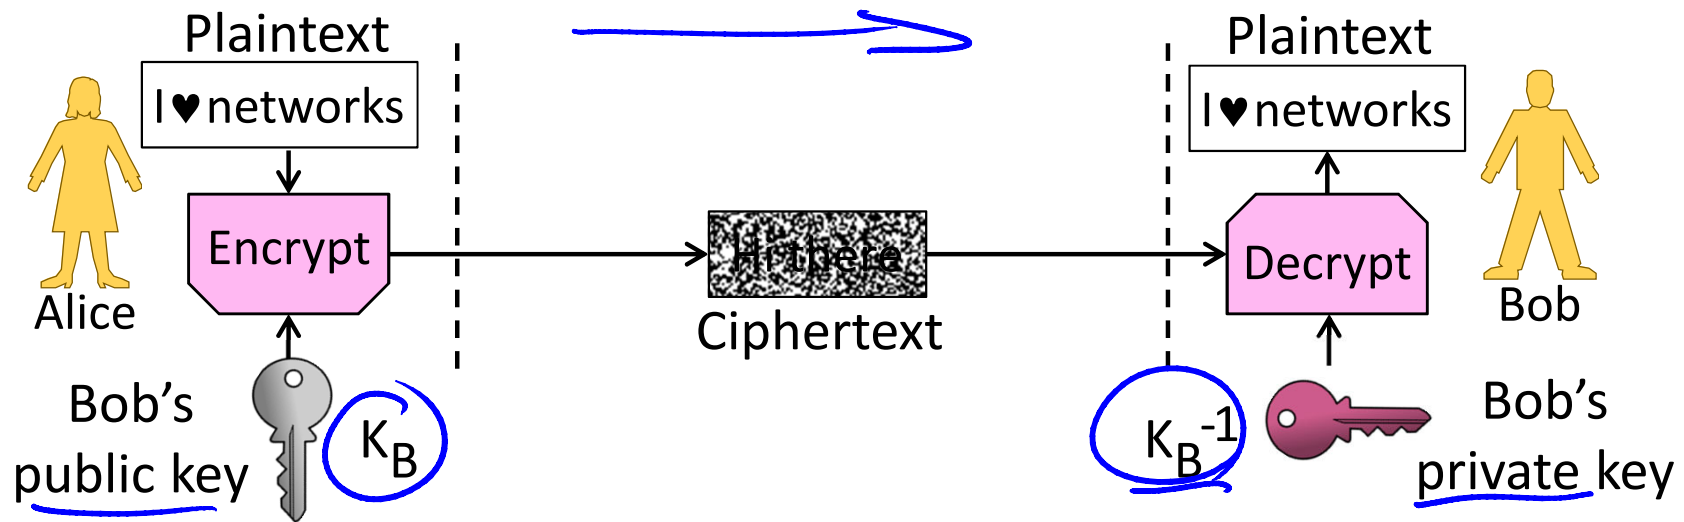 Plaintext
I ♥ networks
Encrypt
Alice
Bob's
public key
K_B
Hi there
Ciphertext
Plaintext
I ♥ networks
Decrypt
Bob
K_B^-1
Bob's
private key